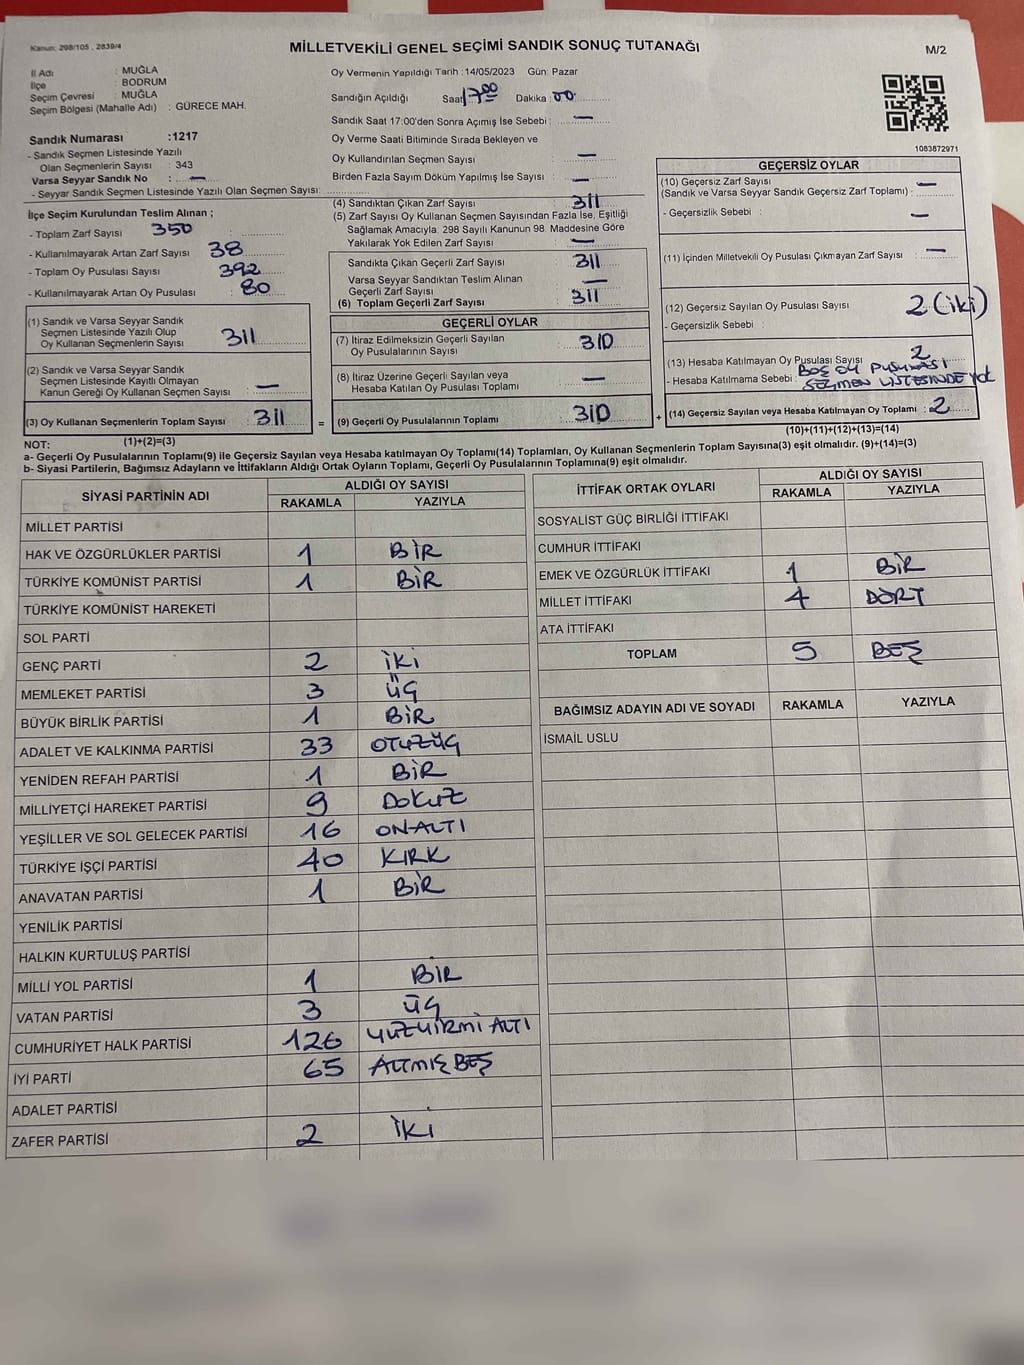 Kanun: 298/105 , 2839/4
MİLLETVEKİLİ GENEL SEÇİMİ SANDIK SONUÇ TUTANAĞI
M/2
İl Adı : MUĞLA
İlçe : BODRUM
Seçim Çevresi : MUĞLA
Seçim Bölgesi (Mahalle Adı) : GÜRECE MAH.
Sandık Numarası :1217
- Sandık Seçmen Listesinde Yazılı
Olan Seçmenlerin Sayısı : 343
Varsa Seyyar Sandık No : —
- Seyyar Sandık Seçmen Listesinde Yazılı Olan Seçmen Sayısı:
Oy Vermenin Yapıldığı Tarih : 14/05/2023 Gün: Pazar
Sandığın Açıldığı Saat 17 00 Dakika 00
Sandık Saat 17:00'den Sonra Açımış İse Sebebi : —
Oy Verme Saati Bitiminde Sırada Bekleyen ve
Oy Kullandırılan Seçmen Sayısı : —
Birden Fazla Sayım Döküm Yapılmış İse Sayısı : —
1083872971
İlçe Seçim Kurulundan Teslim Alınan ;
- Toplam Zarf Sayısı 350
- Kullanılmayarak Artan Zarf Sayısı 38
- Toplam Oy Pusulası Sayısı 392
- Kullanılmayarak Artan Oy Pusulası : 80
(1) Sandık ve Varsa Seyyar Sandık
Seçmen Listesinde Yazılı Olup
Oy Kullanan Seçmenlerin Sayısı 311
(2) Sandık ve Varsa Seyyar Sandık
Seçmen Listesinde Kayıtlı Olmayan
Kanun Gereği Oy Kullanan Seçmen Sayısı —
(3) Oy Kullanan Seçmenlerin Toplam Sayısı : 311
(4) Sandıktan Çıkan Zarf Sayısı : 311
(5) Zarf Sayısı Oy Kullanan Seçmen Sayısından Fazla İse, Eşitliği
Sağlamak Amacıyla, 298 Sayılı Kanunun 98. Maddesine Göre
Yakılarak Yok Edilen Zarf Sayısı : —
Sandıkta Çıkan Geçerli Zarf Sayısı : 311
Varsa Seyyar Sandıktan Teslim Alınan
Geçerli Zarf Sayısı : —
(6) Toplam Geçerli Zarf Sayısı : 311
GEÇERLİ OYLAR
(7) İtiraz Edilmeksizin Geçerli Sayılan
Oy Pusulalarının Sayısı : 310
(8) İtiraz Üzerine Geçerli Sayılan veya
Hesaba Katılan Oy Pusulası Toplamı : —
= (9) Geçerli Oy Pusulalarının Toplamı : 310 +
GEÇERSİZ OYLAR
(10) Geçersiz Zarf Sayısı
(Sandık ve Varsa Seyyar Sandık Geçersiz Zarf Toplamı) : —
- Geçersizlik Sebebi : —
(11) İçinden Milletvekili Oy Pusulası Çıkmayan Zarf Sayısı : —
(12) Geçersiz Sayılan Oy Pusulası Sayısı 2 (iki)
- Geçersizlik Sebebi :
(13) Hesaba Katılmayan Oy Pusulası Sayısı 2
- Hesaba Katılmama Sebebi : BOŞ OY PUSULASI
SEÇMEN LİSTESİNDE YOK
(14) Geçersiz Sayılan veya Hesaba Katılmayan Oy Toplamı : 2
NOT: (1)+(2)=(3)
(10)+(11)+(12)+(13)=(14)
a- Geçerli Oy Pusulalarının Toplamı(9) ile Geçersiz Sayılan veya Hesaba katılmayan Oy Toplamı(14) Toplamları, Oy Kullanan Seçmenlerin Toplam Sayısına(3) eşit olmalıdır. (9)+(14)=(3)
b- Siyasi Partilerin, Bağımsız Adayların ve İttifakların Aldığı Ortak Oyların Toplamı, Geçerli Oy Pusulalarının Toplamına(9) eşit olmalıdır.
SİYASİ PARTİNİN ADI ALDIĞI OY SAYISI
RAKAMLA YAZIYLA
MİLLET PARTİSİ
HAK VE ÖZGÜRLÜKLER PARTİSİ 1 BİR
TÜRKİYE KOMÜNİST PARTİSİ 1 BİR
TÜRKİYE KOMÜNİST HAREKETİ
SOL PARTİ
GENÇ PARTİ 2 İKİ
MEMLEKET PARTİSİ 3 ÜÇ
BÜYÜK BİRLİK PARTİSİ 1 BİR
ADALET VE KALKINMA PARTİSİ 33 OTUZÜÇ
YENİDEN REFAH PARTİSİ 1 BİR
MİLLİYETÇİ HAREKET PARTİSİ 9 DOKUZ
YEŞİLLER VE SOL GELECEK PARTİSİ 16 ON-ALTI
TÜRKİYE İŞÇİ PARTİSİ 40 KIRK
ANAVATAN PARTİSİ 1 BİR
YENİLİK PARTİSİ
HALKIN KURTULUŞ PARTİSİ
MİLLİ YOL PARTİSİ 1 BİR
VATAN PARTİSİ 3 ÜÇ
CUMHURİYET HALK PARTİSİ 126 YÜZYİRMİ ALTI
İYİ PARTİ 65 ALTMIŞ BEŞ
ADALET PARTİSİ
ZAFER PARTİSİ 2 İKİ
İTTİFAK ORTAK OYLARI ALDIĞI OY SAYISI
RAKAMLA YAZIYLA
SOSYALİST GÜÇ BİRLİĞİ İTTİFAKI
CUMHUR İTTİFAKI
EMEK VE ÖZGÜRLÜK İTTİFAKI 1 BİR
MİLLET İTTİFAKI 4 DÖRT
ATA İTTİFAKI
TOPLAM 5 BEŞ
BAĞIMSIZ ADAYIN ADI VE SOYADI RAKAMLA YAZIYLA
İSMAİL USLU